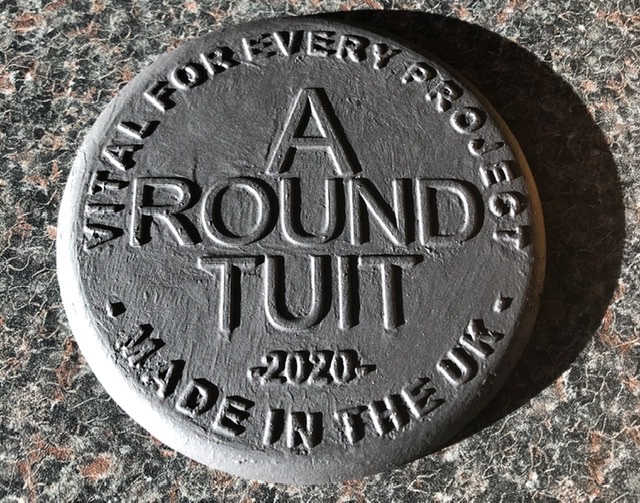 VITAL FOR EVERY PROJECT
A
ROUND
TUIT
-2020-
• MADE IN THE UK •